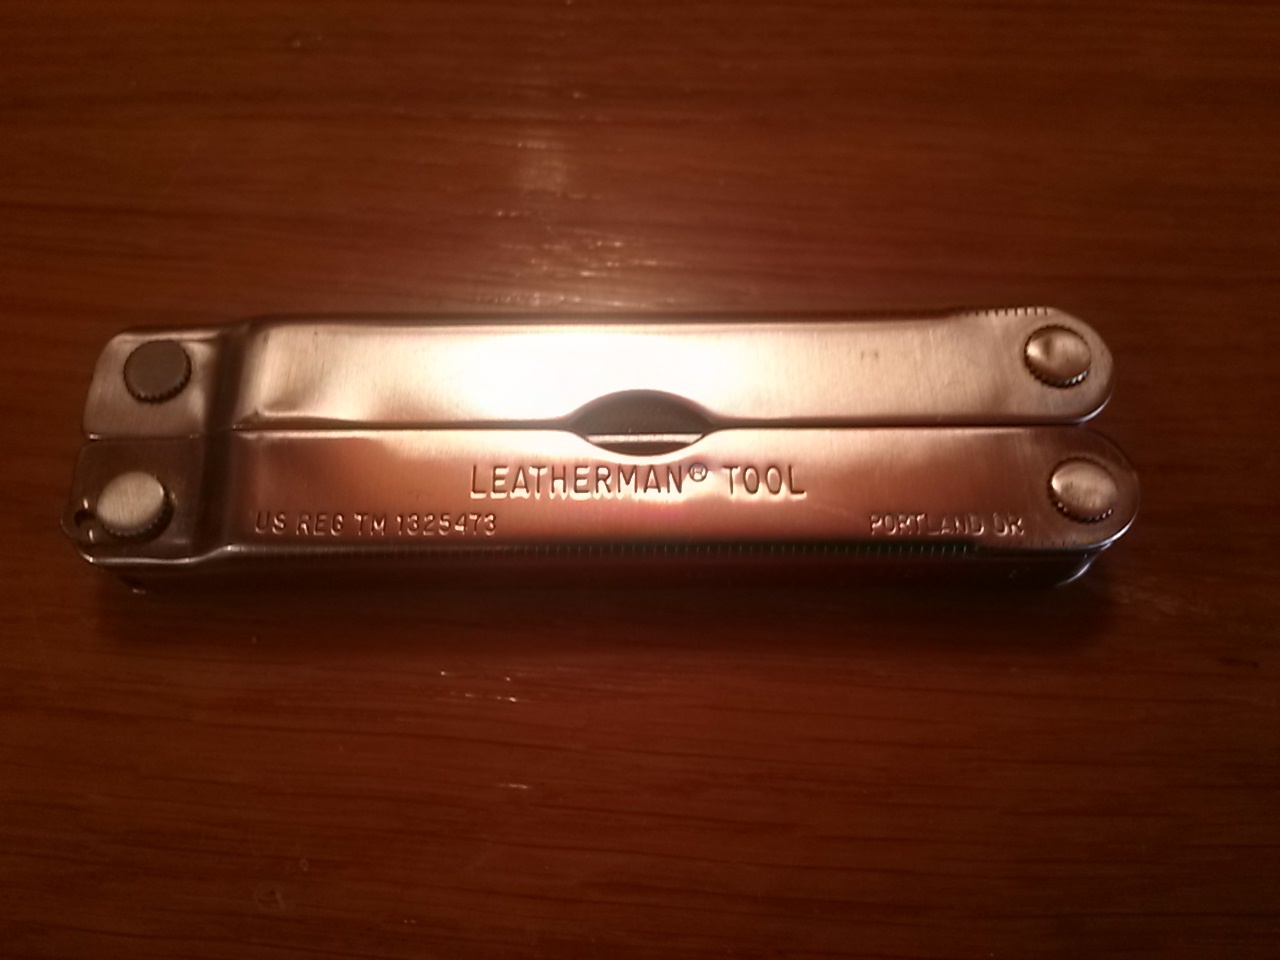 LEATHERMAN® TOOL
US REG TM 1325473
PORTLAND OR